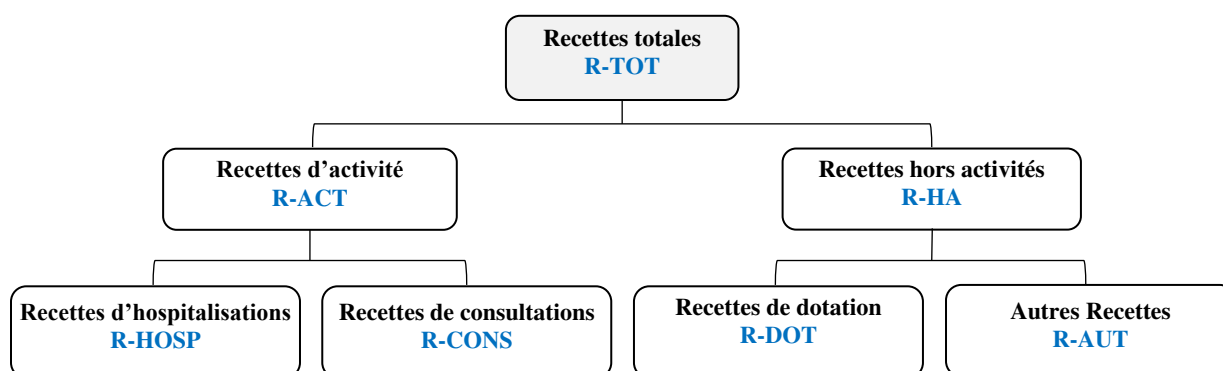 Recettes totales
R-TOT
Recettes d’activité
R-ACT
Recettes hors activités
R-HA
Recettes d’hospitalisations
R-HOSP
Recettes de consultations
R-CONS
Recettes de dotation
R-DOT
Autres Recettes
R-AUT